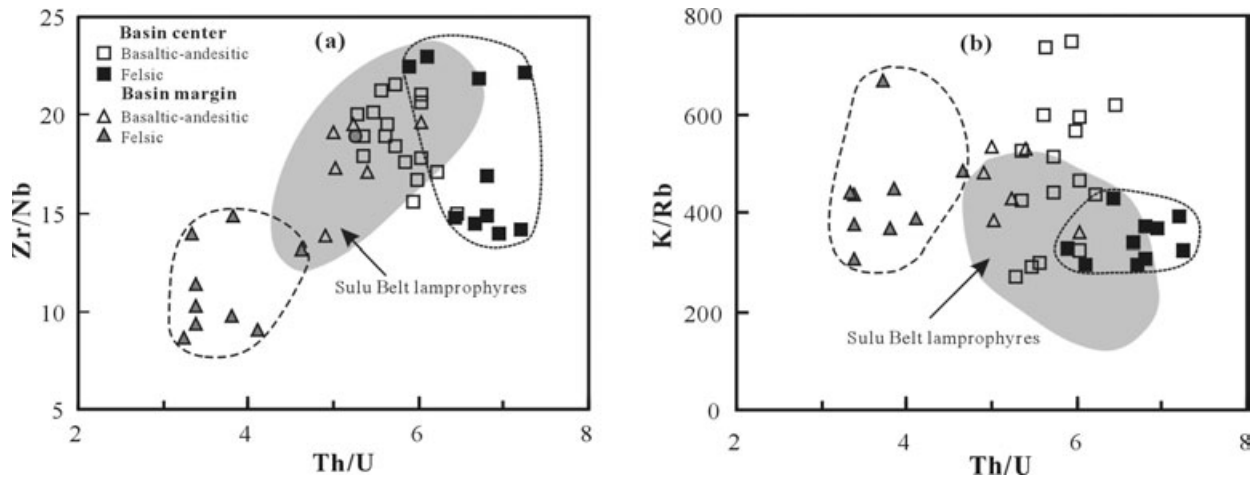 25
20
15
10
5
Zr/Nb
(a)
Basin center
Basaltic-andesitic
Felsic
Basin margin
Basaltic-andesitic
Felsic
Sulu Belt lamprophyres
2
4
6
8
Th/U
800
600
400
200
0
K/Rb
(b)
Sulu Belt lamprophyres
2
4
6
8
Th/U